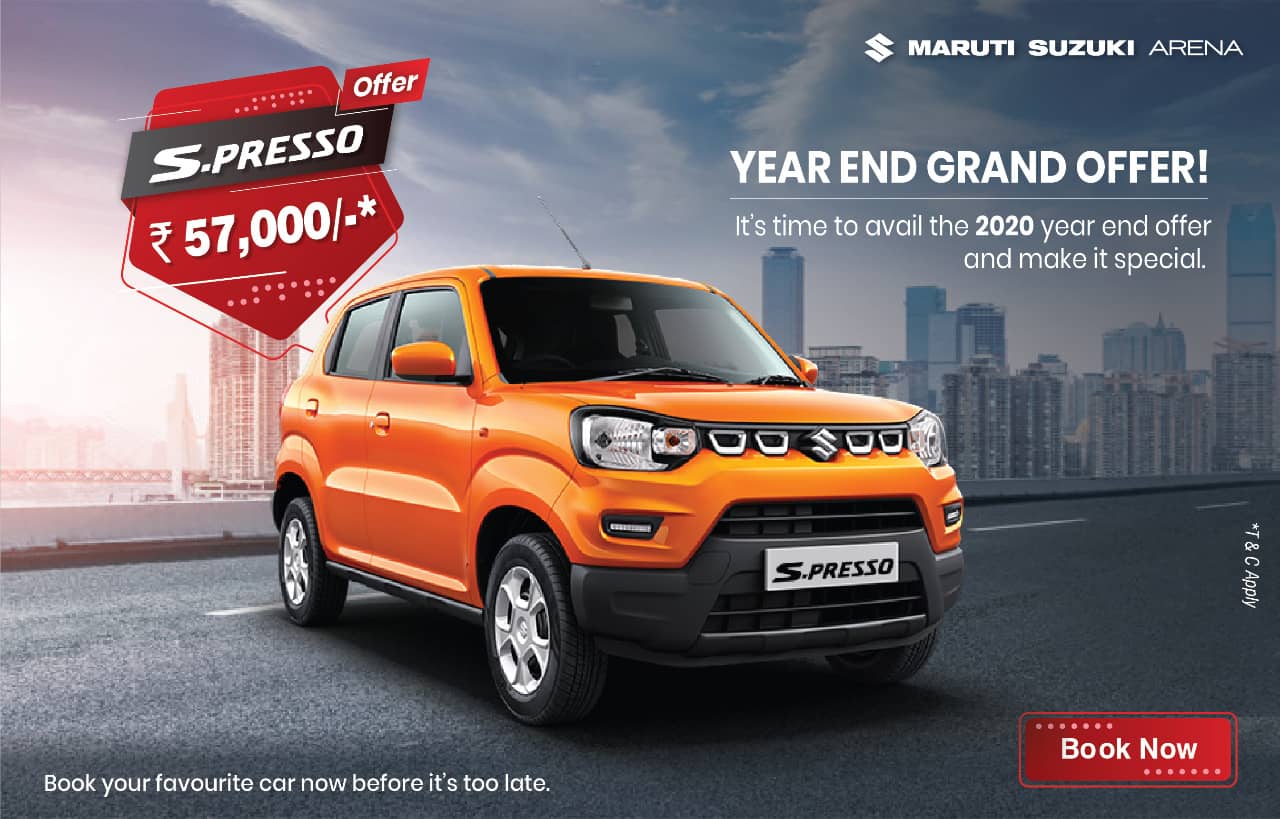 MARUTI SUZUKI ARENA
Offer
S.PRESSO
₹ 57,000/-*
YEAR END GRAND OFFER!
It's time to avail the 2020 year end offer
and make it special.
S.PRESSO
*T & C Apply
Book Now
Book your favourite car now before it's too late.